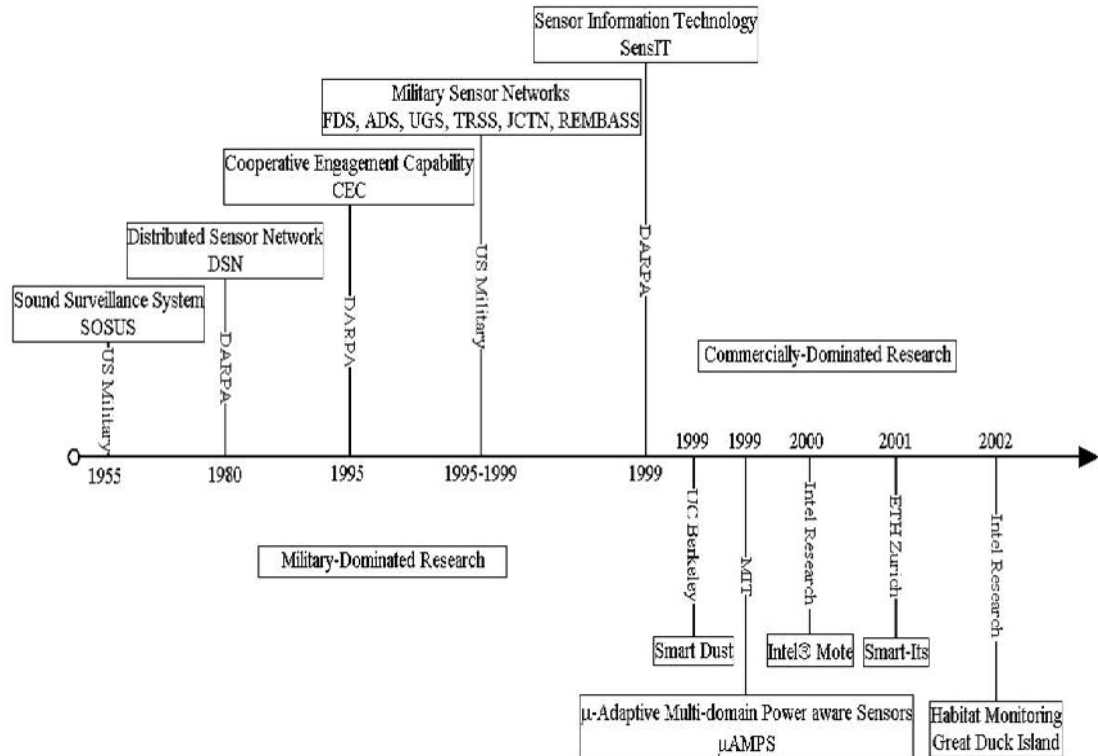 Sensor Information Technology
SensIT
Military Sensor Networks
FDS, ADS, UGS, TRSS, JCTN, REMBASS
Cooperative Engagement Capability
CEC
Distributed Sensor Network
DSN
Sound Surveillance System
SOSUS
US Military
DARPA
DARPA
US Military
DARPA
Commercially-Dominated Research
1955
1980
1995
1995-1999
1999
1999
1999
2000
2001
2002
Military-Dominated Research
UC Berkeley
MIT
Intel Research
ETH Zurich
Intel Research
Smart Dust
Intel® Mote
Smart-Its
μ-Adaptive Multi-domain Power aware Sensors
μAMPS
Habitat Monitoring
Great Duck Island